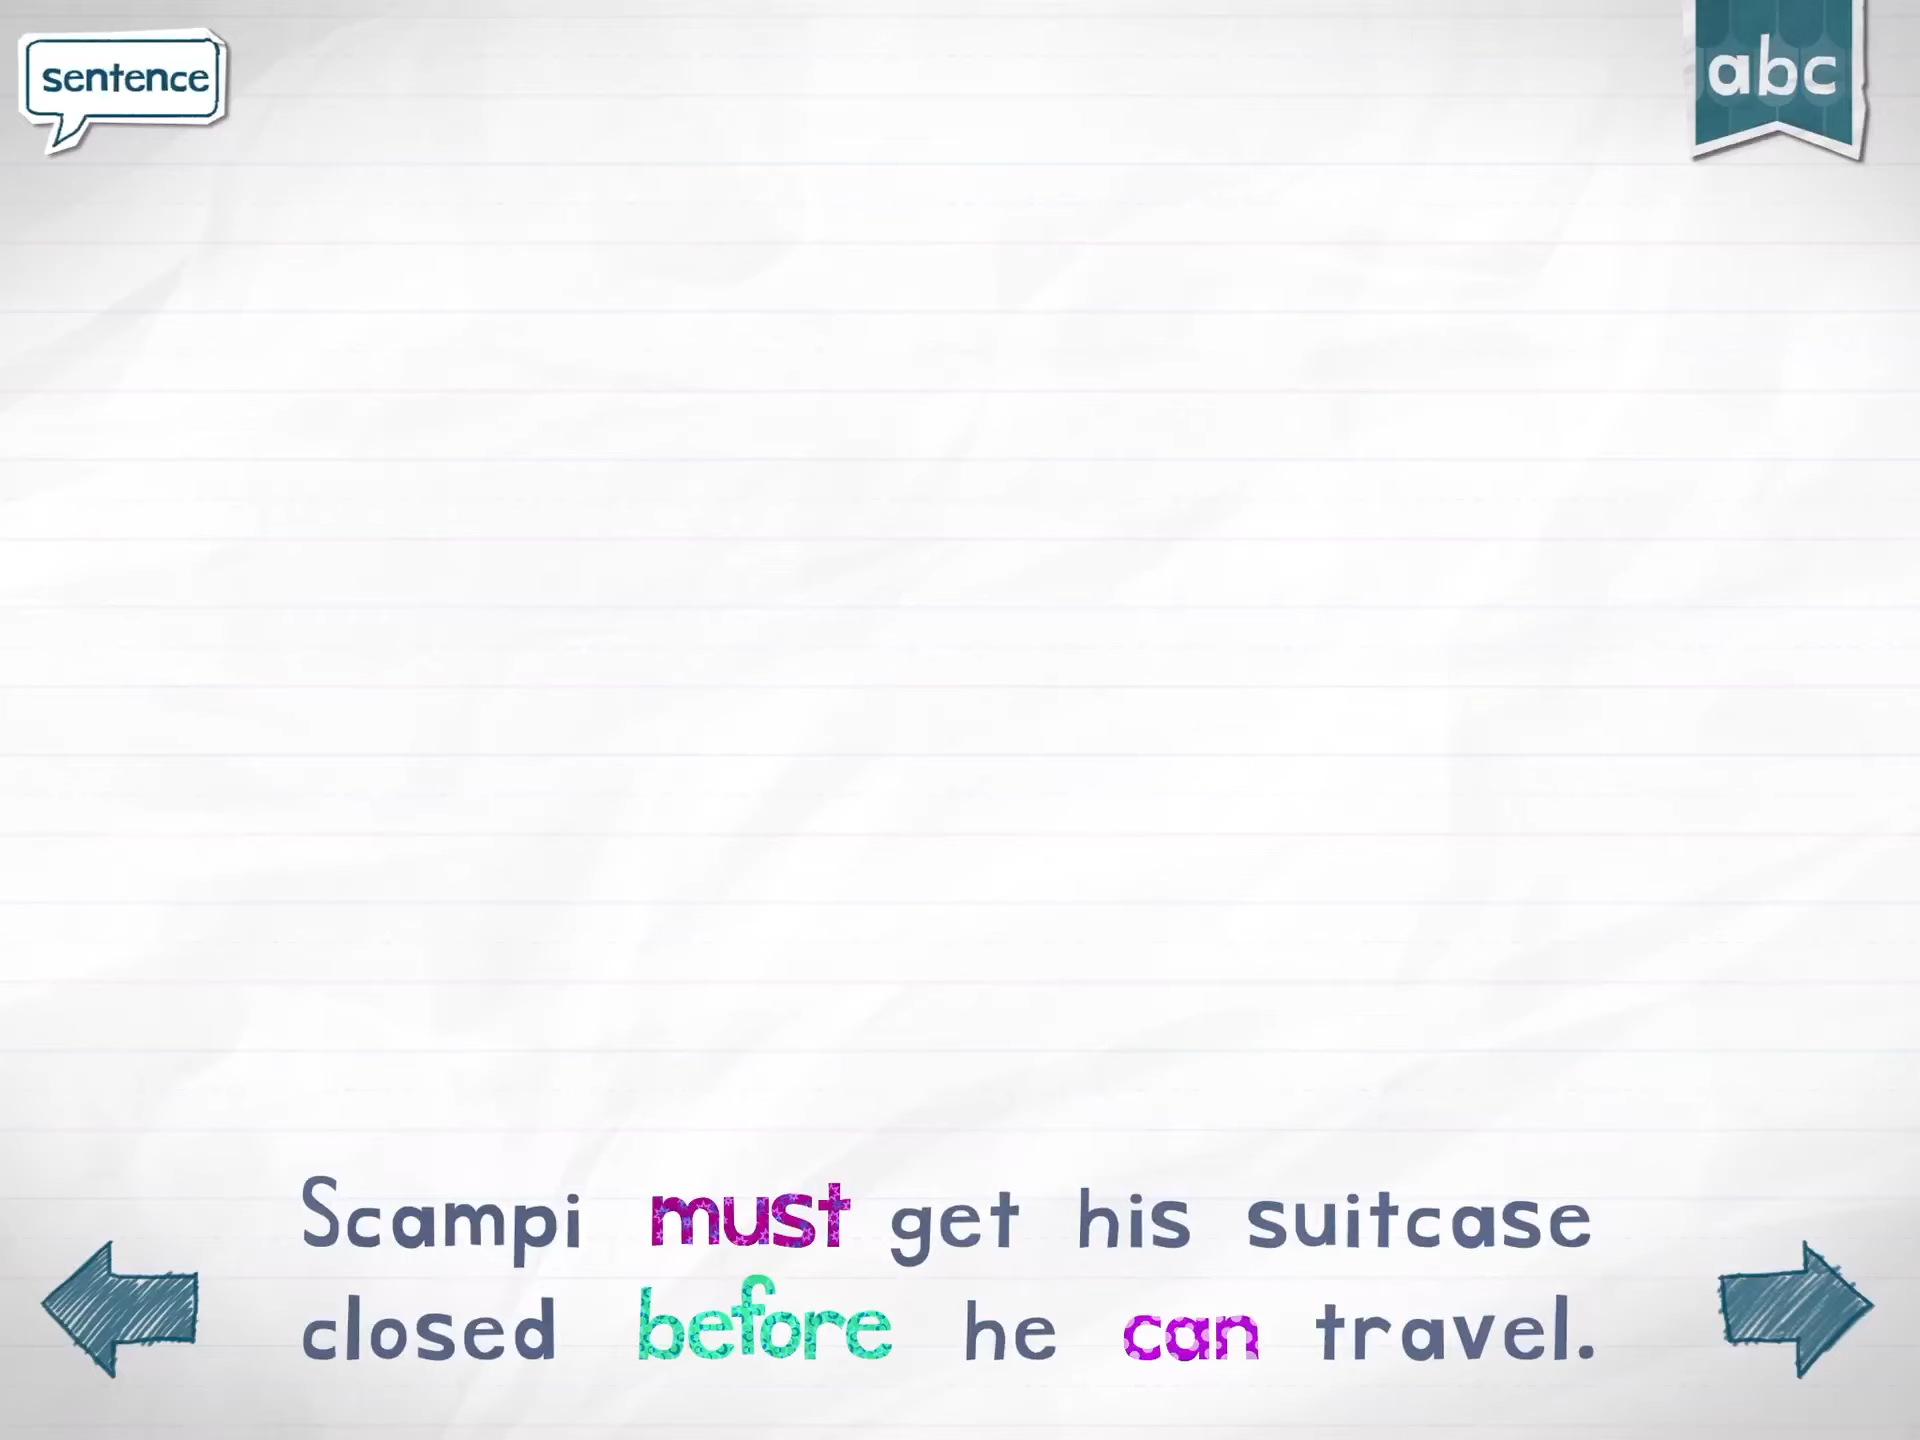 sentence
abc
Scampi must get his suitcase
closed before he can travel.